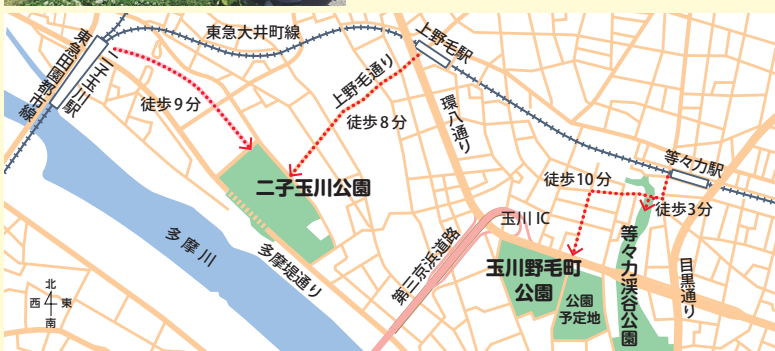 東急大井町線
上野毛駅
東急田園都市線
二子玉川駅
徒歩9分
上野毛通り
徒歩8分
環八通り
等々力駅
徒歩10分
徒歩3分
二子玉川公園
玉川IC
多摩川
多摩堤通り
第三京浜道路
玉川野毛町
公園
公園
予定地
等々力渓谷公園
目黒通り
北
西 東
南